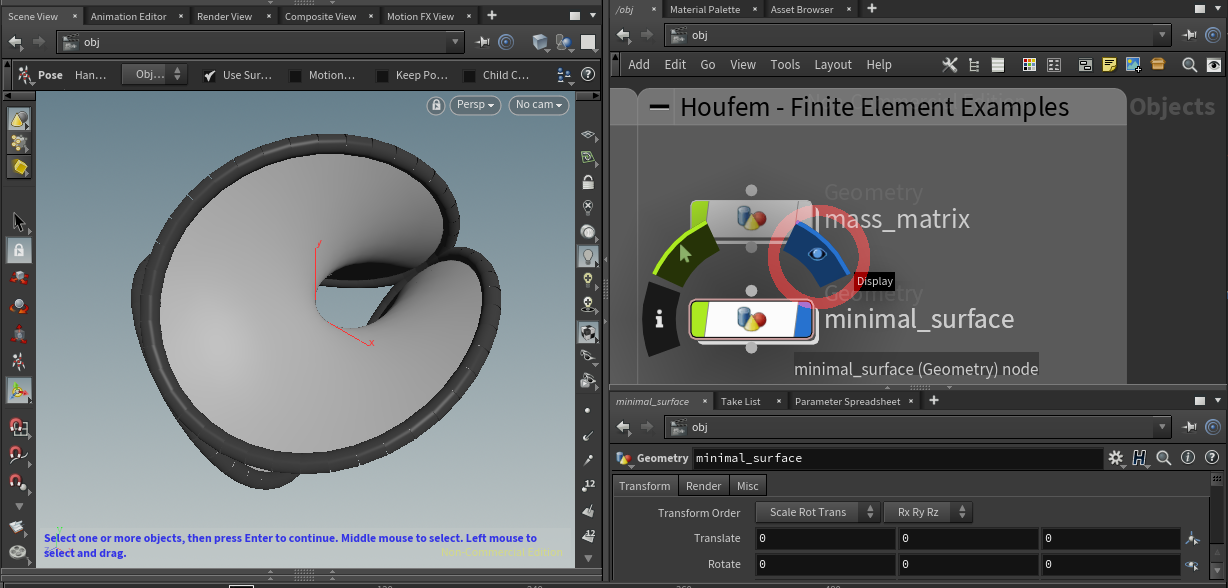 Scene View
Animation Editor
Render View
Composite View
Motion FX View
obj
Pose
Han...
Obj...
Use Sur...
Motion...
Keep Po...
Child C...
Persp
No cam
y
x
12
42
Select one or more objects, then press Enter to continue. Middle mouse to select. Left mouse to
select and drag.
Non-Commercial Edition
/obj
Material Palette
Asset Browser
obj
Add Edit Go View Tools Layout Help
Houfem - Finite Element Examples
Objects
Geometry
mass_matrix
Display
Geometry
minimal_surface
minimal_surface (Geometry) node
minimal_surface
Take List
Parameter Spreadsheet
obj
Geometry minimal_surface
Transform Render Misc
Transform Order Scale Rot Trans Rx Ry Rz
Translate 0 0 0
Rotate 0 0 0